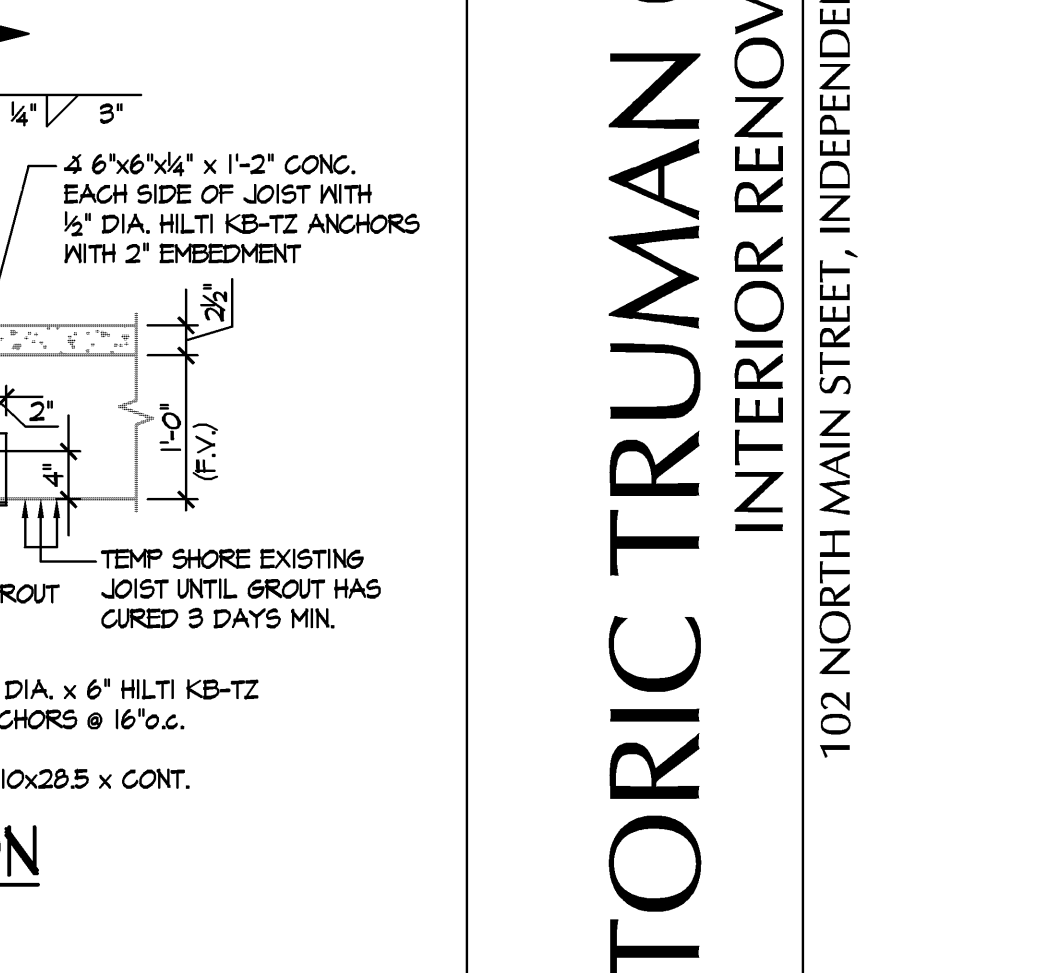 ¼" 3"
∡ 6"x6"x¼" x 1'-2" CONC.
EACH SIDE OF JOIST WITH
½" DIA. HILTI KB-TZ ANCHORS
WITH 2" EMBEDMENT
2½"
2"
1'-0"
(F.V.)
4"
TEMP SHORE EXISTING
JOIST UNTIL GROUT HAS
CURED 3 DAYS MIN.
ROUT
DIA. x 6" HILTI KB-TZ
CHORS @ 16"o.c.
10x28.5 x CONT.
TORIC TRUMAN
INTERIOR RENOV
102 NORTH MAIN STREET, INDEPENDE